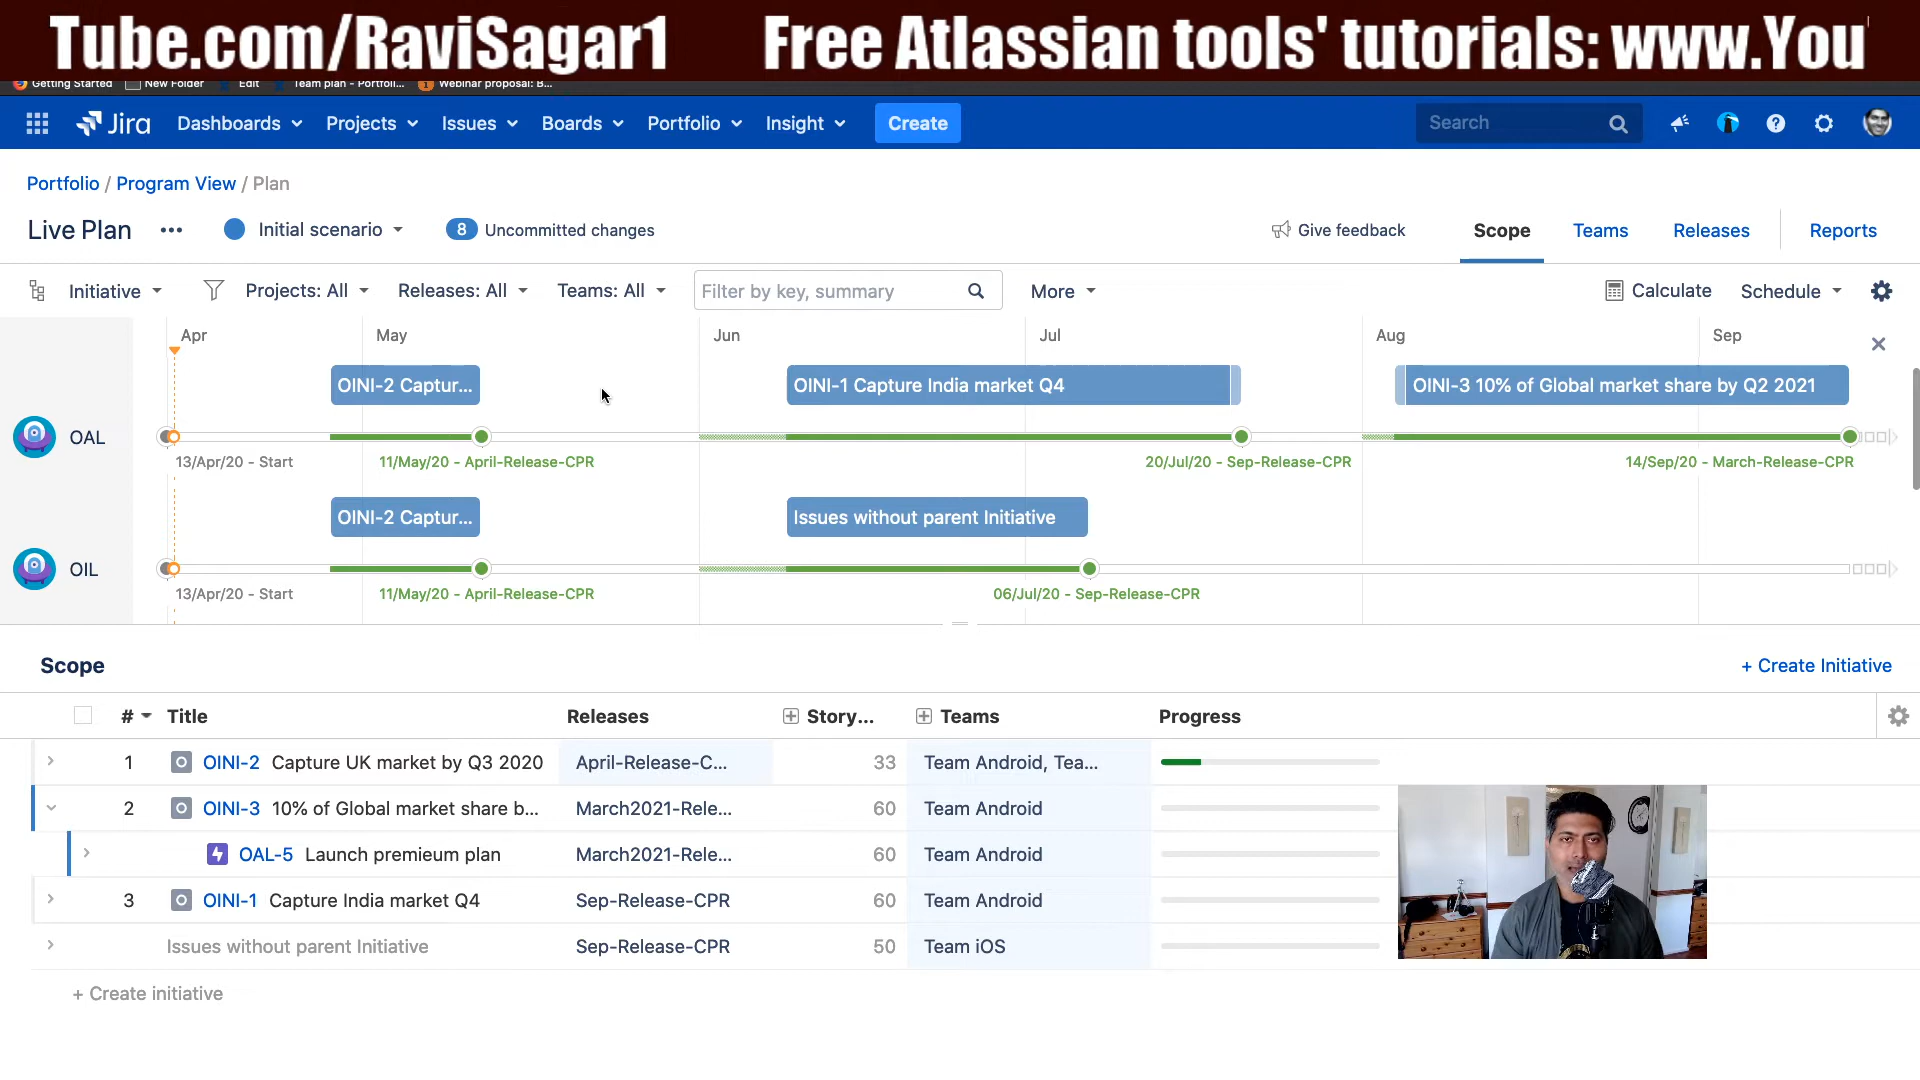 Tube.com/RaviSagar1 Free Atlassian tools' tutorials: www.You
Getting Started New Folder Edit Team plan - Portfoli... Webinar proposal: B...
Jira Dashboards Projects Issues Boards Portfolio Insight Create Search
Portfolio / Program View / Plan
Live Plan ••• Initial scenario 8 Uncommitted changes Give feedback Scope Teams Releases Reports
Initiative Projects: All Releases: All Teams: All Filter by key, summary More Calculate Schedule
Apr May Jun Jul Aug Sep
OINI-2 Captur... OINI-1 Capture India market Q4 OINI-3 10% of Global market share by Q2 2021
OAL
13/Apr/20 - Start 11/May/20 - April-Release-CPR 20/Jul/20 - Sep-Release-CPR 14/Sep/20 - March-Release-CPR
OINI-2 Captur... Issues without parent Initiative
OIL
13/Apr/20 - Start 11/May/20 - April-Release-CPR 06/Jul/20 - Sep-Release-CPR
Scope + Create Initiative
# Title Releases Story... Teams Progress
1 OINI-2 Capture UK market by Q3 2020 April-Release-C... 33 Team Android, Tea...
2 OINI-3 10% of Global market share b... March2021-Rele... 60 Team Android
OAL-5 Launch premieum plan March2021-Rele... 60 Team Android
3 OINI-1 Capture India market Q4 Sep-Release-CPR 60 Team Android
Issues without parent Initiative Sep-Release-CPR 50 Team iOS
+ Create initiative